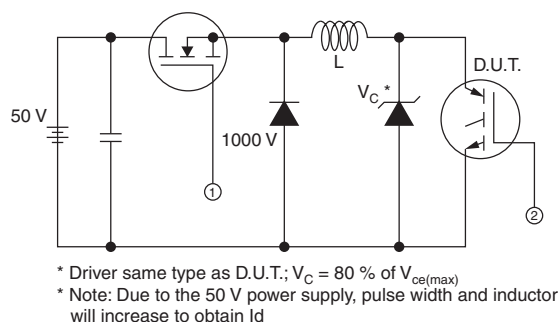 D.U.T.
L
V_C *
50 V
1000 V
①
②
* Driver same type as D.U.T.; V_C = 80 % of V_ce(max)
* Note: Due to the 50 V power supply, pulse width and inductor
will increase to obtain Id